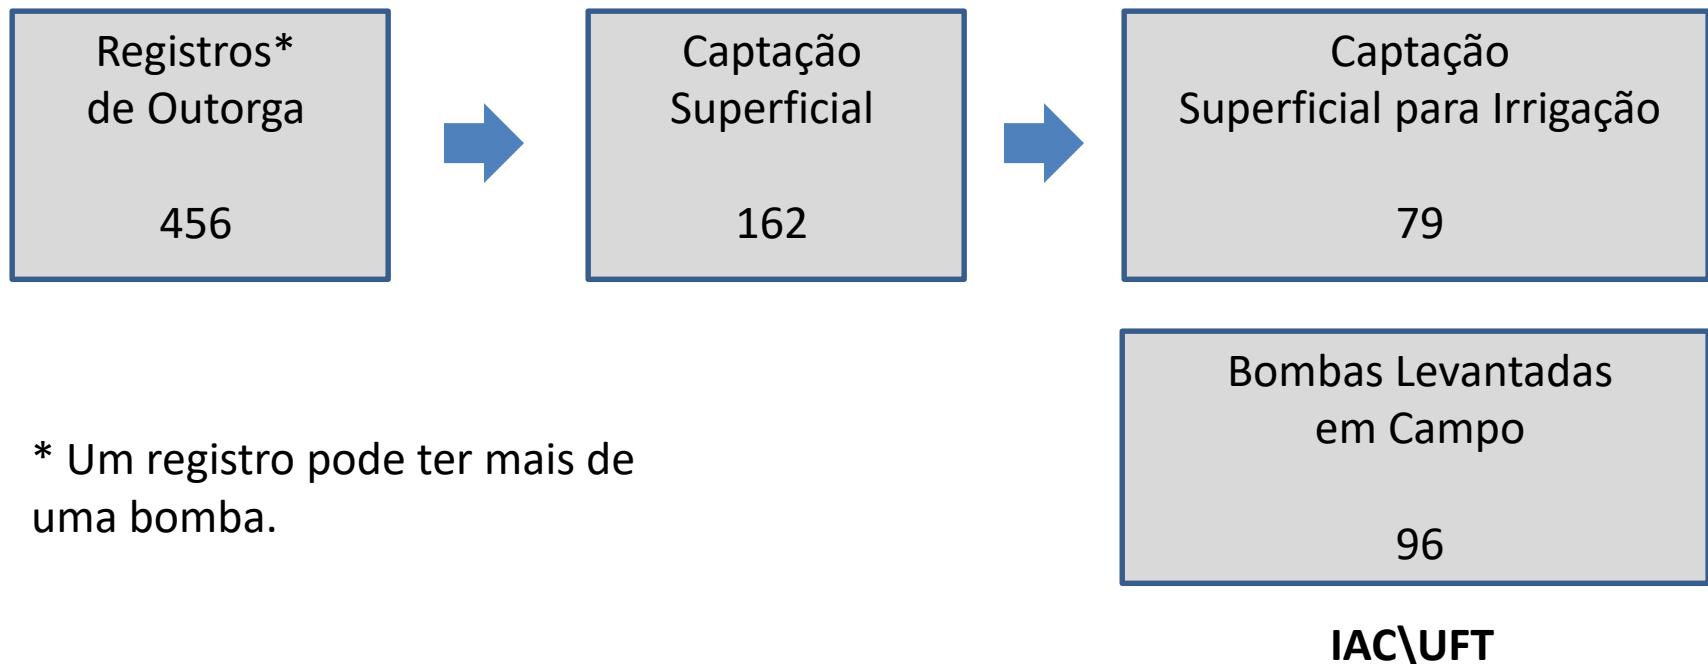 Registros*
de Outorga
456
Captação
Superficial
162
Captação
Superficial para Irrigação
79
Bombas Levantadas
em Campo
96
* Um registro pode ter mais de
uma bomba.
IAC\UFT